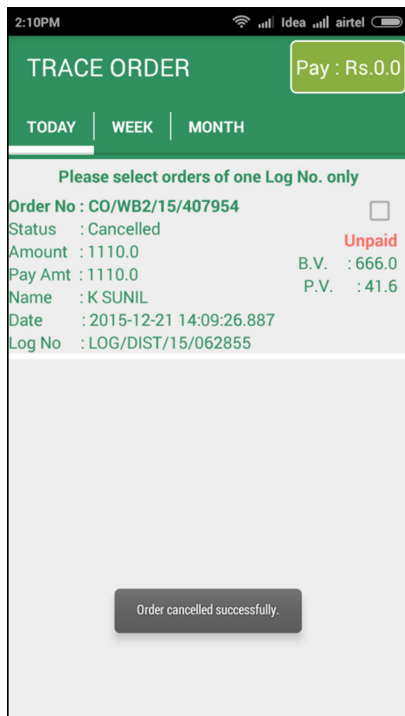 2:10PM Idea airtel
TRACE ORDER
Pay : Rs.0.0
TODAY WEEK MONTH
Please select orders of one Log No. only
Order No : CO/WB2/15/407954
Status : Cancelled
Unpaid
Amount : 1110.0
B.V. : 666.0
Pay Amt : 1110.0
P.V. : 41.6
Name : K SUNIL
Date : 2015-12-21 14:09:26.887
Log No : LOG/DIST/15/062855
Order cancelled successfully.